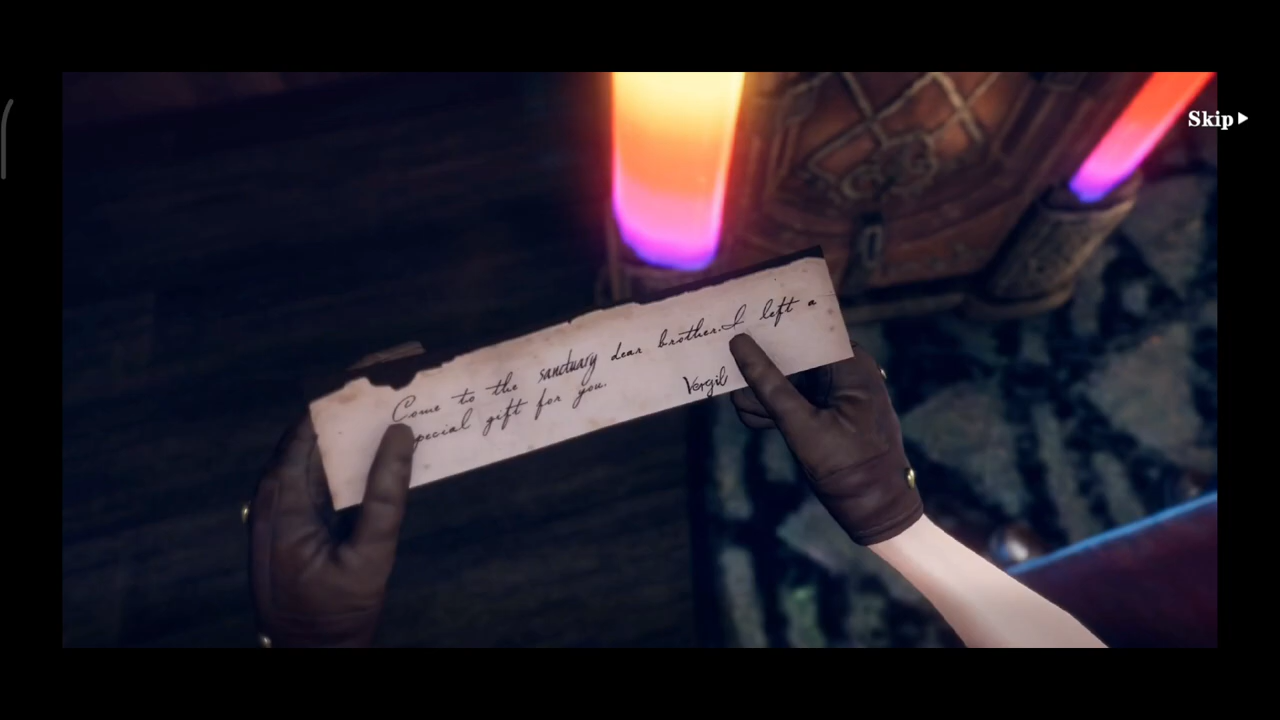 Skip
Come to the sanctuary dear brother.I left a
special gift for you.
Vergil